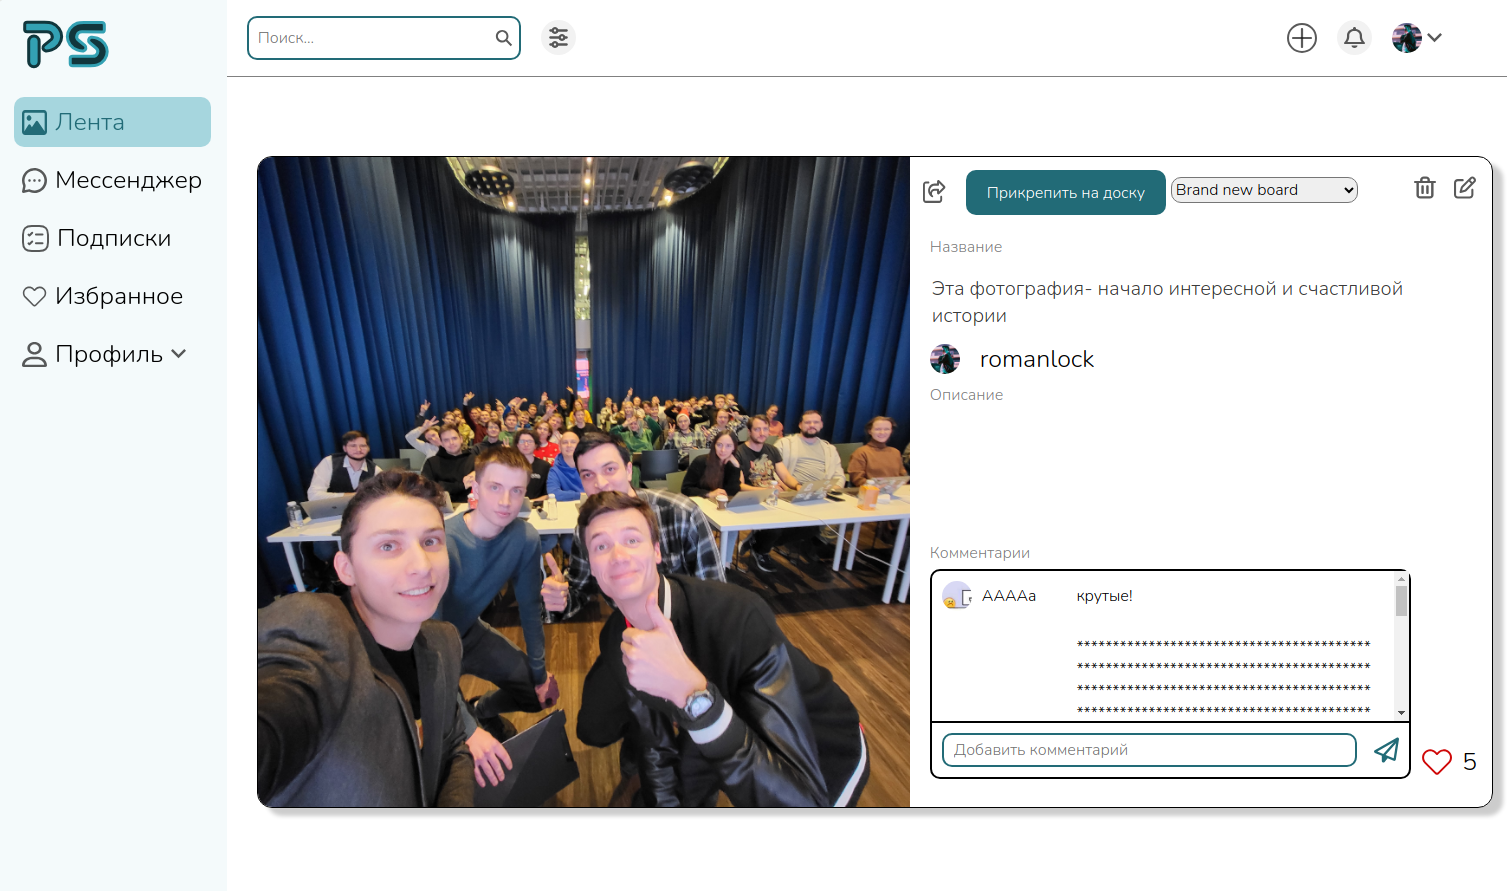 PS
Поиск...
Лента
Мессенджер
Подписки
Избранное
Профиль
Прикрепить на доску
Brand new board
Название
Эта фотография- начало интересной и счастливой
истории
romanlock
Описание
Комментарии
AAAAa крутые!
*****************************************
*****************************************
*****************************************
*****************************************
Добавить комментарий
5